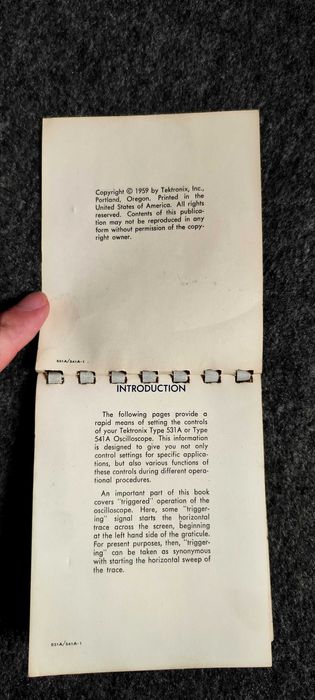 Copyright © 1959 by Tektronix, Inc.,
Portland, Oregon. Printed in the
United States of America. All rights
reserved. Contents of this publica-
tion may not be reproduced in any
form without permission of the copy-
right owner.
531A/541A-1
INTRODUCTION
The following pages provide a
rapid means of setting the controls
of your Tektronix Type 531A or Type
541A Oscilloscope. This information
is designed to give you not only
control settings for specific applica-
tions, but also various functions of
these controls during different opera-
tional procedures.
An important part of this book
covers "triggered" operation of the
oscilloscope. Here, some "trigger-
ing" signal starts the horizontal
trace across the screen, beginning
at the left hand side of the graticule.
For present purposes, then, "trigger-
ing" can be taken as synonymous
with starting the horizontal sweep of
the trace.
531A/541A-1